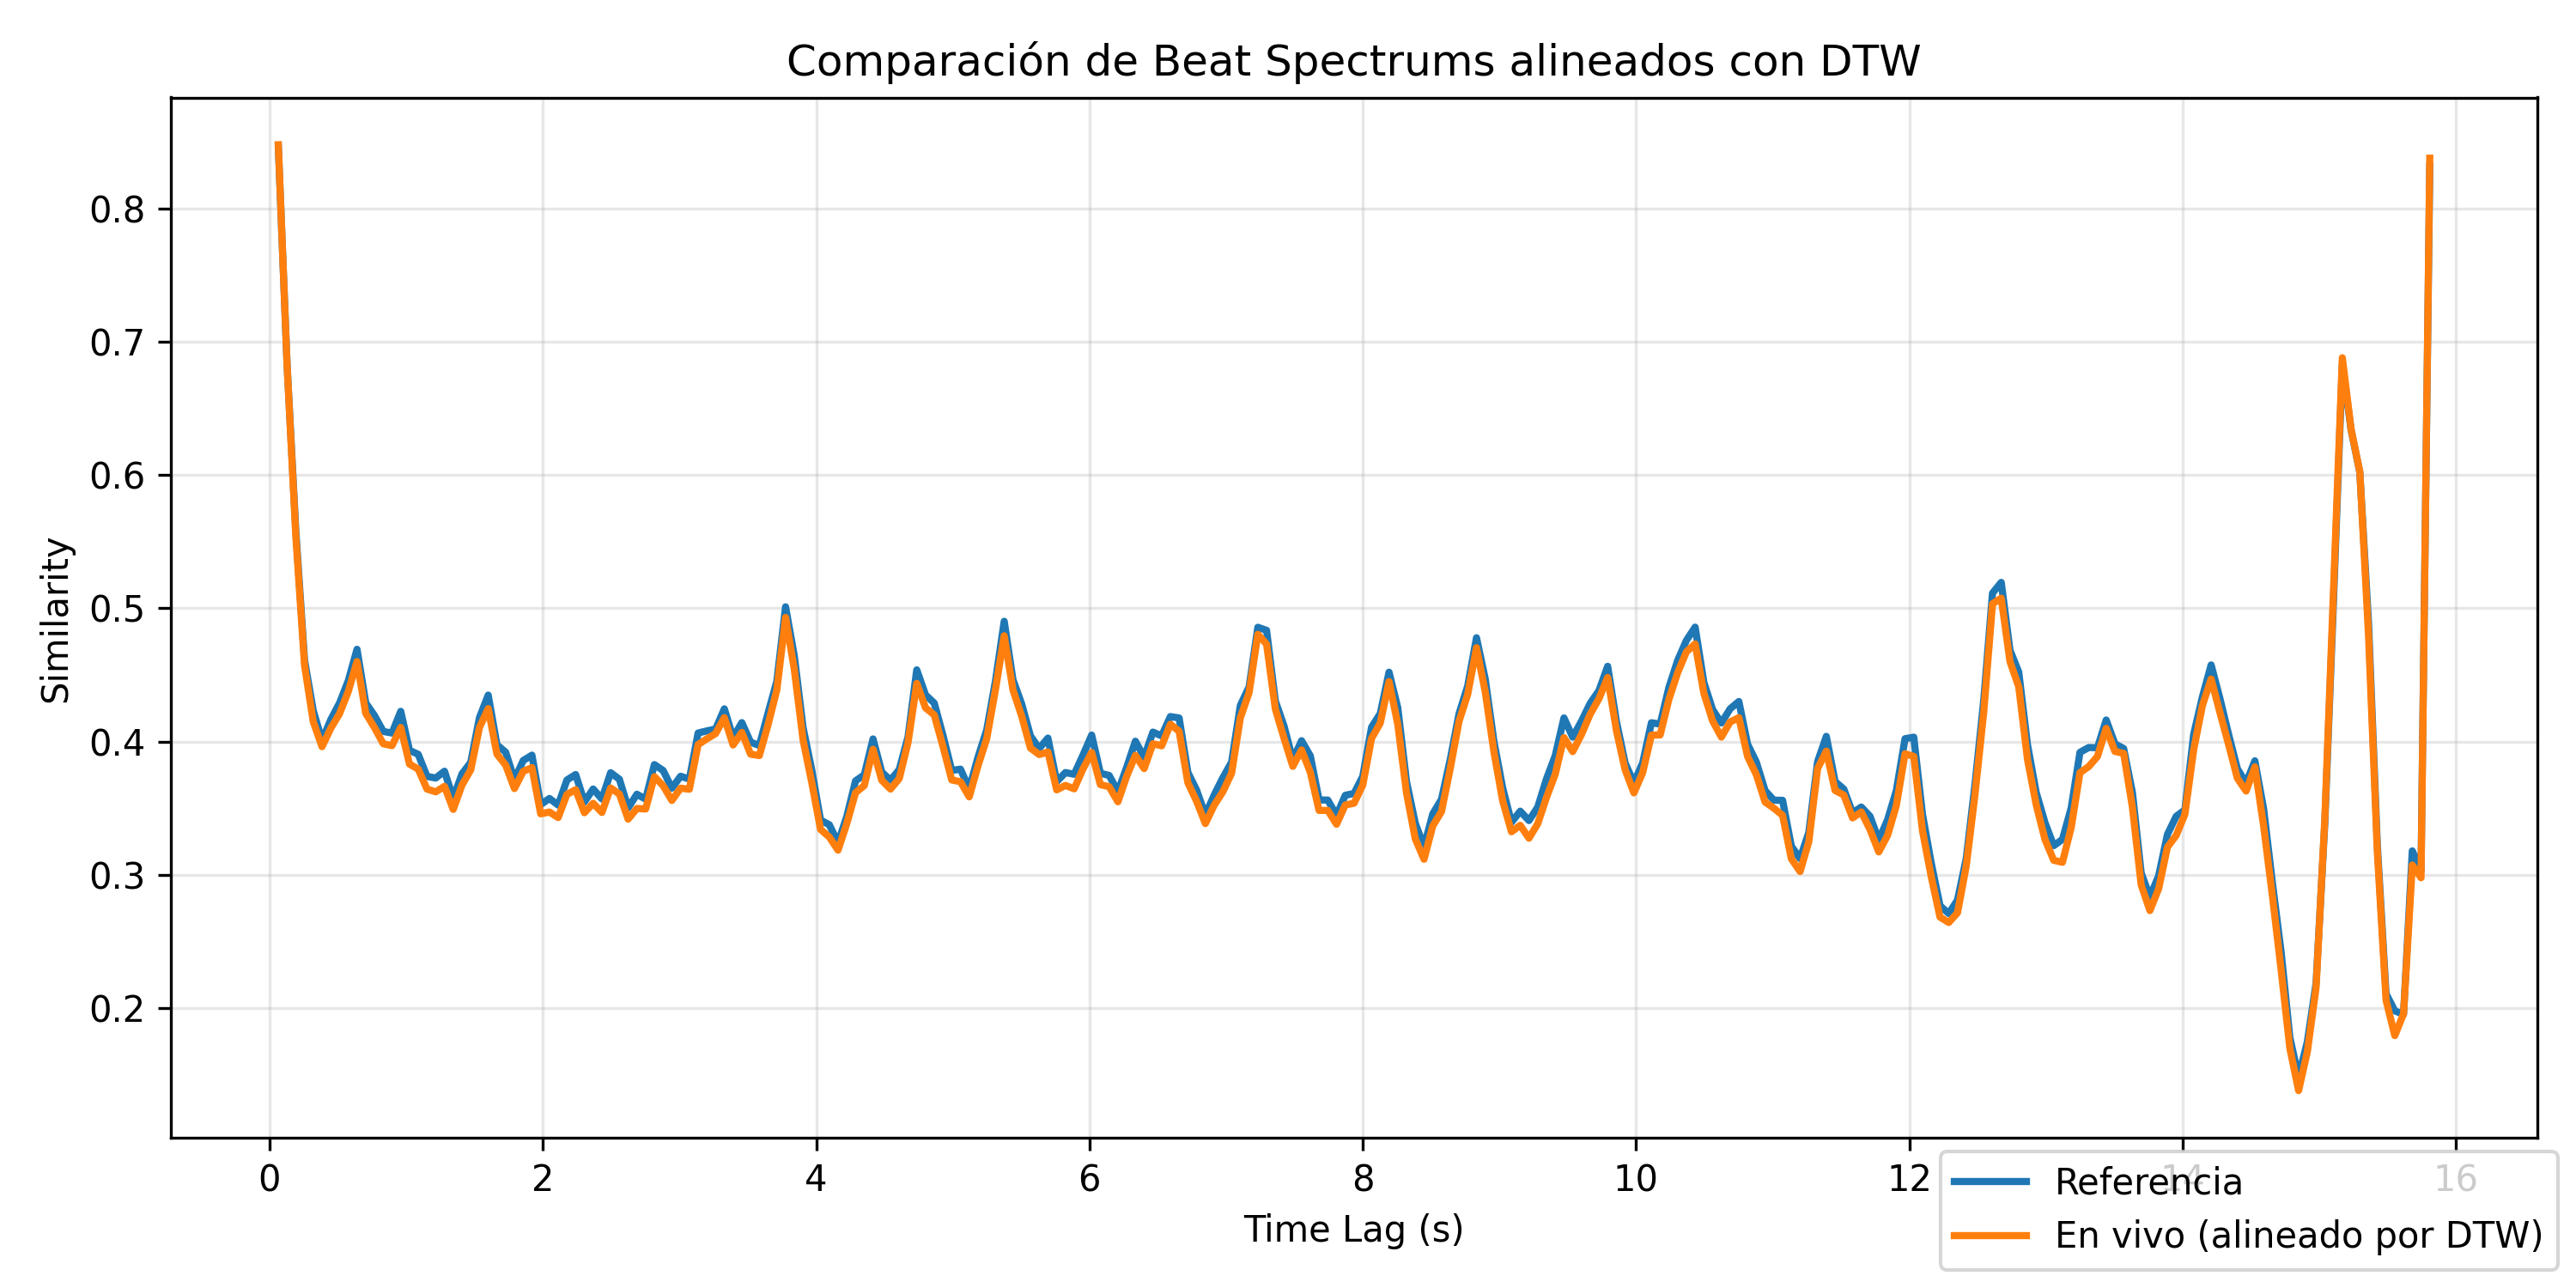 Comparación de Beat Spectrums alineados con DTW
Similarity
0.8
0.7
0.6
0.5
0.4
0.3
0.2
0 2 4 6 8 10 12 14 16
Time Lag (s)
Referencia
En vivo (alineado por DTW)